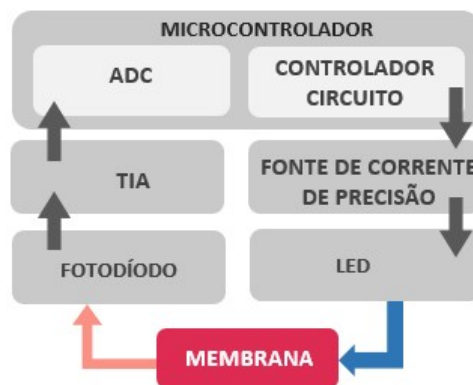 MICROCONTROLADOR
ADC
CONTROLADOR
CIRCUITO
TIA
FONTE DE CORRENTE
DE PRECISÃO
FOTODÍODO
LED
MEMBRANA